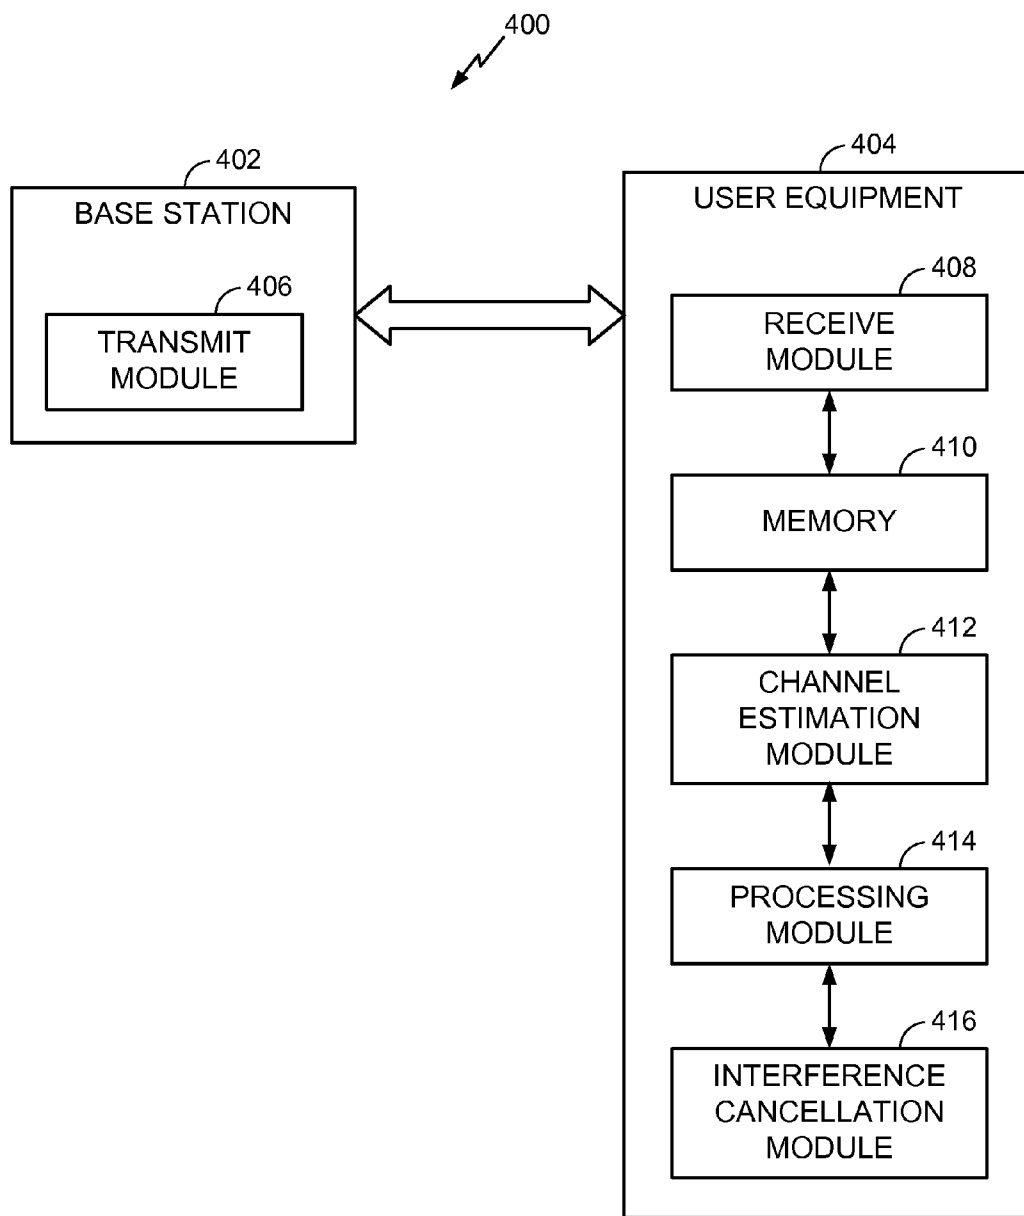 400
402
BASE STATION
406
TRANSMIT
MODULE
404
USER EQUIPMENT
408
RECEIVE
MODULE
410
MEMORY
412
CHANNEL
ESTIMATION
MODULE
414
PROCESSING
MODULE
416
INTERFERENCE
CANCELLATION
MODULE